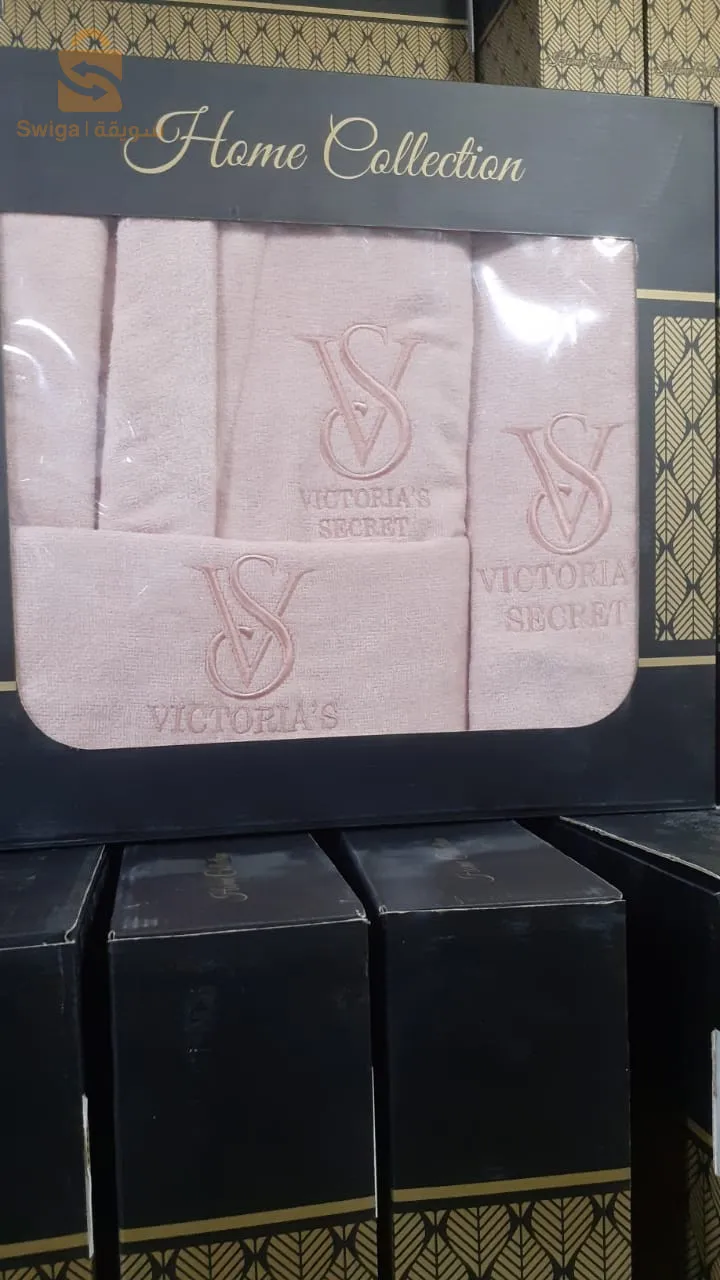 Swiga | سويقة
Home Collection
VS
VICTORIA'S
SECRET
VS
VICTORIA'
SECRET
VS
VICTORIA'S